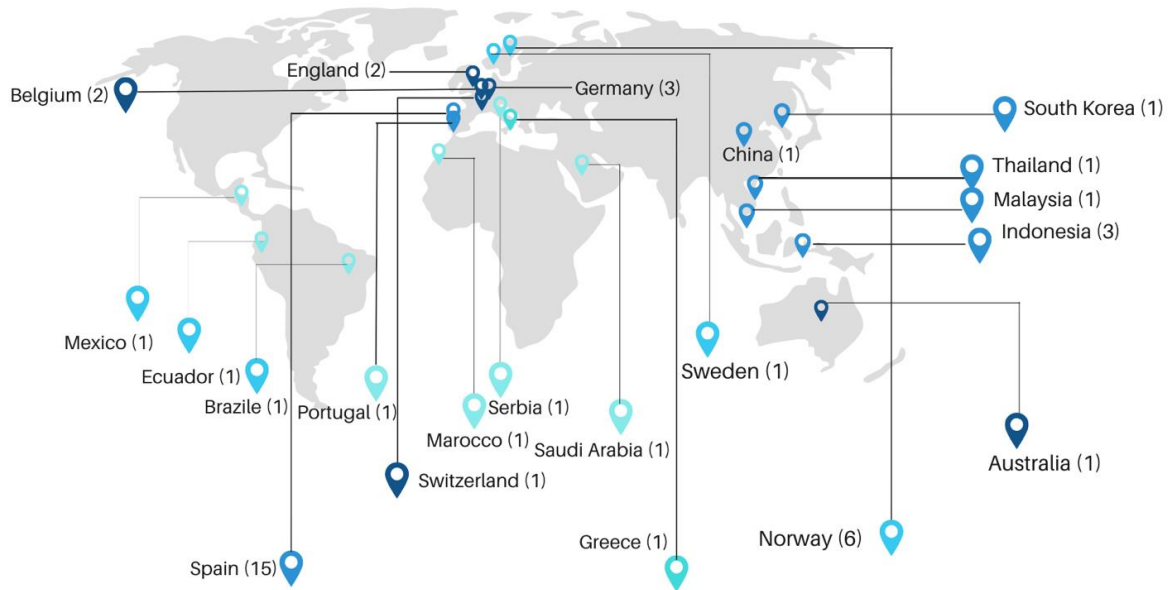 England (2)
Belgium (2)
Germany (3)
South Korea (1)
China (1)
Thailand (1)
Malaysia (1)
Indonesia (3)
Mexico (1)
Ecuador (1)
Brazile (1)
Portugal (1)
Serbia (1)
Marocco (1)
Saudi Arabia (1)
Sweden (1)
Switzerland (1)
Australia (1)
Spain (15)
Greece (1)
Norway (6)